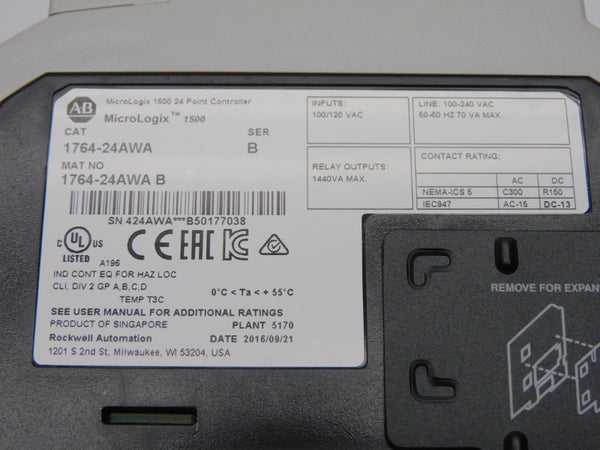 AB
MicroLogix 1500 24 Point Controller
MicroLogix™ 1500
CAT SER
1764-24AWA B
MAT NO
1764-24AWA B
SN 424AWA***B50177038
INPUTS:
100/120 VAC
LINE: 100-240 VAC
50-60 HZ 70 VA MAX.
RELAY OUTPUTS:
1440VA MAX.
CONTACT RATING:
AC DC
NEMA-ICS 5 C300 R150
IEC947 AC-15 DC-13
C UL US
LISTED A196
CE EAC
IND CONT EQ FOR HAZ LOC
CLI, DIV 2 GP A,B,C,D
TEMP T3C 0°C < Ta < + 55°C
SEE USER MANUAL FOR ADDITIONAL RATINGS
PRODUCT OF SINGAPORE PLANT 5170
Rockwell Automation DATE 2016/09/21
1201 S 2nd St, Milwaukee, WI 53204, USA
REMOVE FOR EXPAN